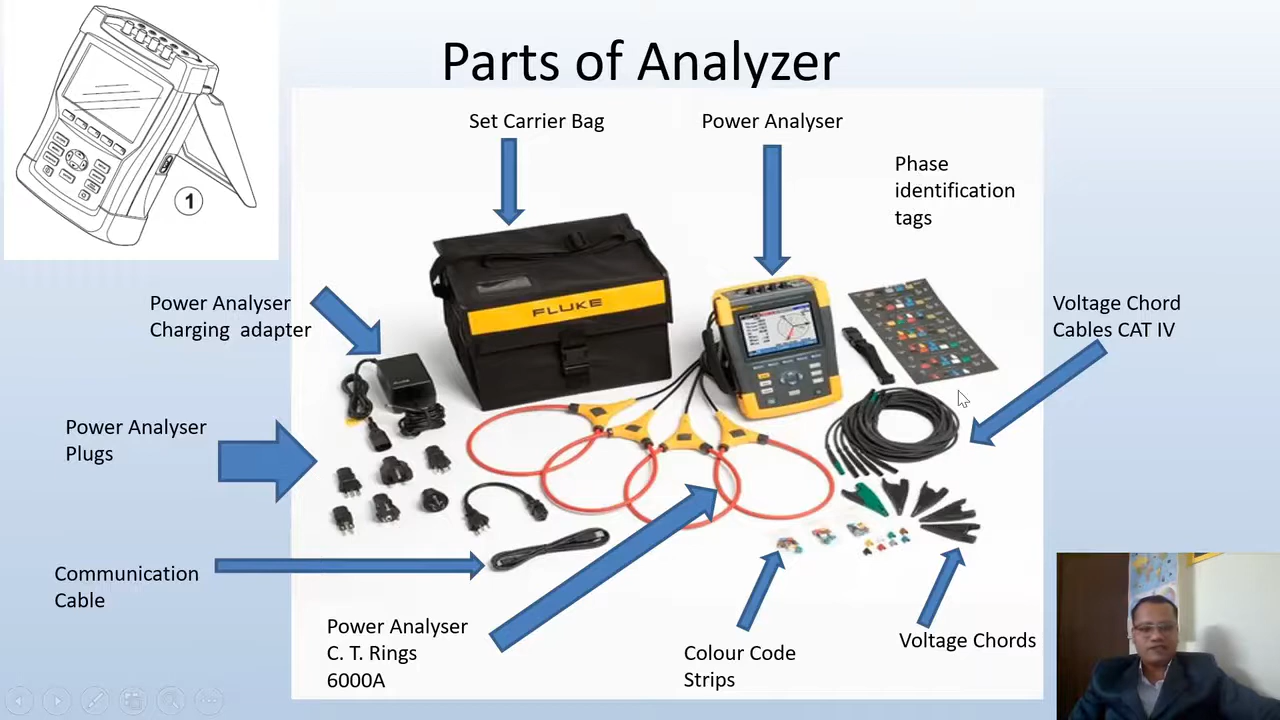 Parts of Analyzer
Set Carrier Bag
Power Analyser
Phase
identification
tags
1
Power Analyser
Charging adapter
Voltage Chord
Cables CAT IV
FLUKE
Power Analyser
Plugs
Communication
Cable
Power Analyser
C. T. Rings
6000A
Colour Code
Strips
Voltage Chords